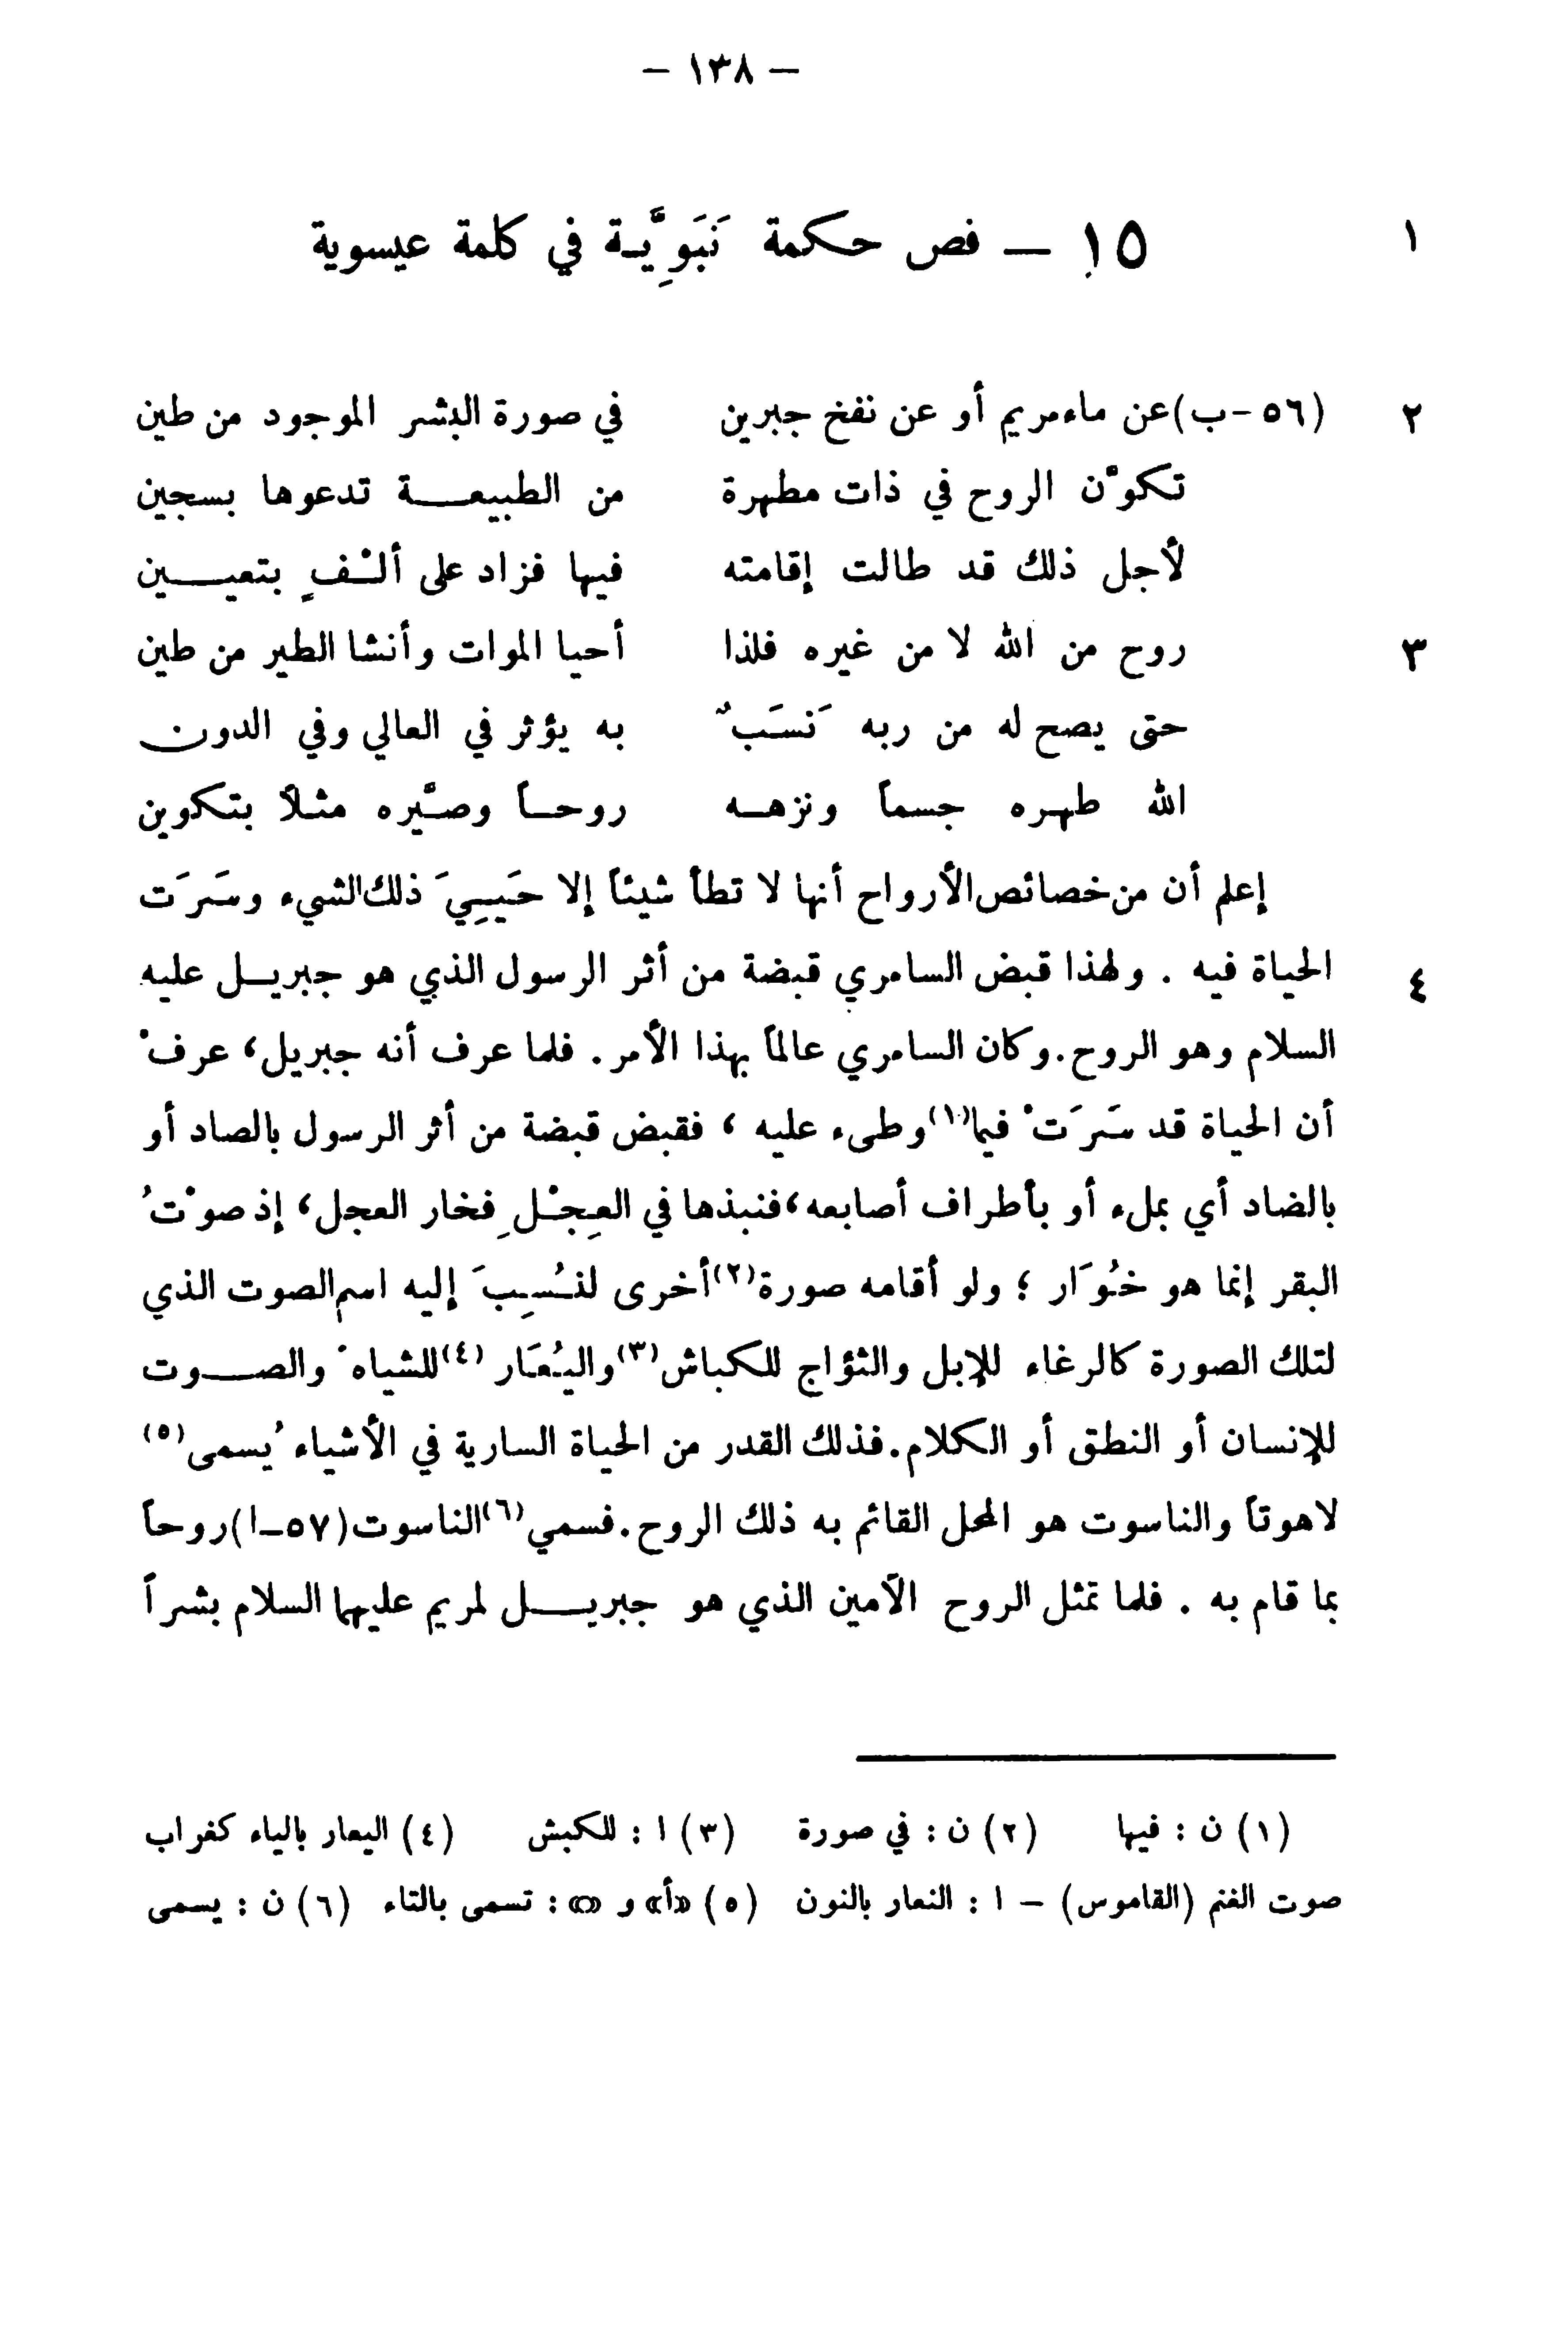 – ١٣٨ –
١
١٥ – فص حكمة نَبَوِيَّة في كلمة عيسوية
٢
(٥٦-ب)عن ماء مريم أو عن نفخ جبرين في صورة البشر الموجود من طين
تكوْن الروح في ذات مطهرة من الطبيعة تدعوها بسجين
لأجل ذلك قد طالت إقامته فيها فزاد على ألْفٍ بتعيين
٣
روح من الله لا من غيره فلذا أحيا الموات وأنشا الطير من طين
حتى يصح له من ربه نَسَبٌ به يؤثر في العالي وفي الدون
الله طهره جسماً ونزهه روحاً وصيَّره مثلاً بتكوين
إعلم أن من خصائص الأرواح أنها لا تطأ شيئاً إلا حَيِيَ ذلك الشيء وسَرَت
٤
الحياة فيه . ولهذا قبض السامري قبضة من أثر الرسول الذي هو جبريل عليه
السلام وهو الروح. وكان السامري عالماً بهذا الأمر. فلما عرف أنه جبريل، عرفْ
أن الحياة قد سَرَتْ فيما(١) وطىء عليه ، فقبض قبضة من أثر الرسول بالصاد أو
بالضاد أي بملء أو بأطراف أصابعه، فنبذها في العِجْلِ فخار العجل، إذ صوْتُ
البقر إنما هو خُوَار ؛ ولو أقامه صورة(٢) أخرى لنُسِبَ إليه اسم الصوت الذي
لتلك الصورة كالرغاء للإبل والثؤاج للكباش(٣) واليُعَار (٤) للشياه والصوت
للإنسان أو النطق أو الكلام. فذلك القدر من الحياة السارية في الأشياء يُسمى(٥)
لاهوتاً والناسوت هو المحل القائم به ذلك الروح. فسمي(٦) الناسوت(٥٧–ا) روحاً
بما قام به . فلما تمثل الروح الأمين الذي هو جبريل لمريم عليهما السلام بشراً
(١) ن : فيها (٢) ن : في صورة (٣) ا : للكبش (٤) اليعار بالياء كغراب
صوت الغنم (القاموس) – ا : النعار بالنون (٥) «أ» و «ن» : تسمى بالتاء (٦) ن : يسمى